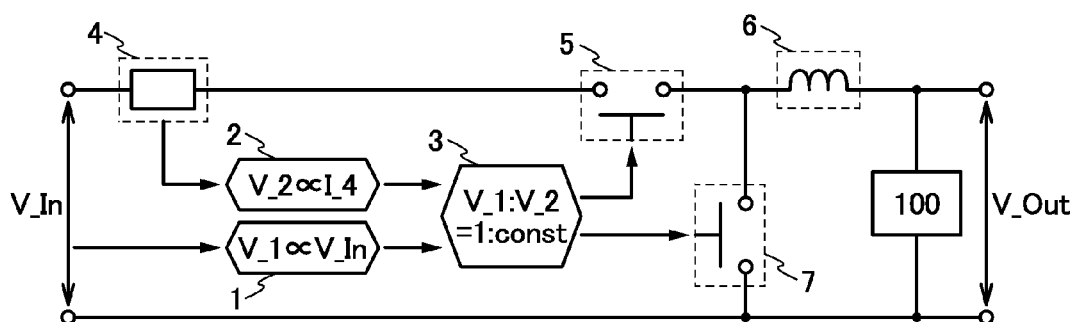 4
5
6
2
3
V_2∝I_4
V_1:V_2
=1:const
V_In
V_1∝V_In
100
V_Out
1
7